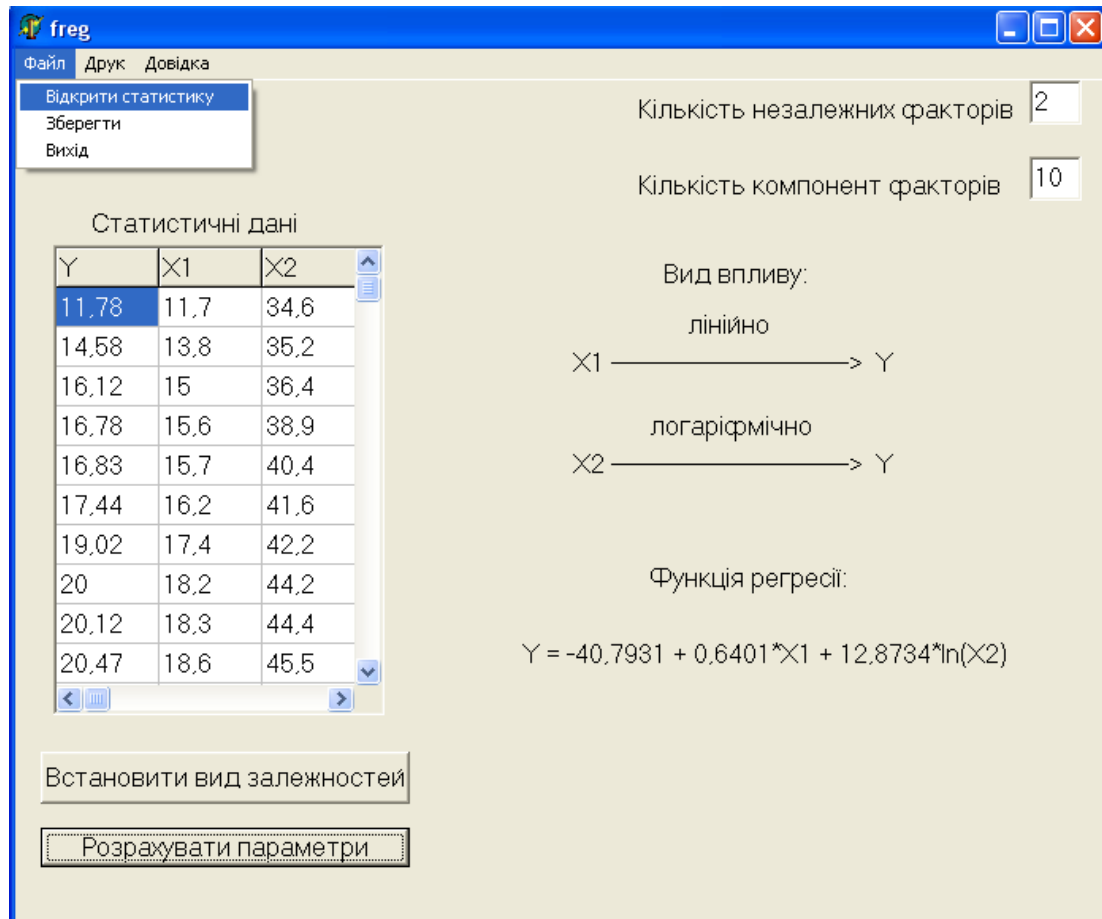 freg
Файл Друк Довідка
Відкрити статистику
Зберегти
Вихід
Кількість незалежних факторів 2
Кількість компонент факторів 10
Статистичні дані
Y X1 X2
11,78 11,7 34,6
14,58 13,8 35,2
16,12 15 36,4
16,78 15,6 38,9
16,83 15,7 40,4
17,44 16,2 41,6
19,02 17,4 42,2
20 18,2 44,2
20,12 18,3 44,4
20,47 18,6 45,5
Встановити вид залежностей
Розрахувати параметри
Вид впливу:
лінійно
X1 ————> Y
логаріфмічно
X2 ————> Y
Функція регресії:
Y = -40,7931 + 0,6401*X1 + 12,8734*ln(X2)